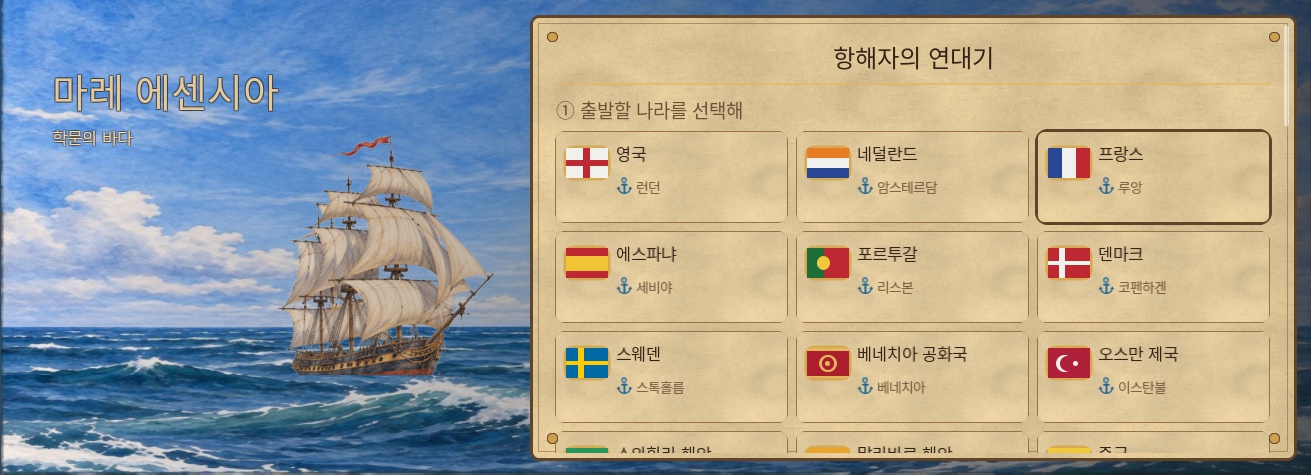 마레 에센시아
학문의 바다
항해자의 연대기
① 출발할 나라를 선택해
영국
런던
네덜란드
암스테르담
프랑스
루앙
에스파냐
세비야
포르투갈
리스본
덴마크
코펜하겐
스웨덴
스톡홀름
베네치아 공화국
베네치아
오스만 제국
이스탄불